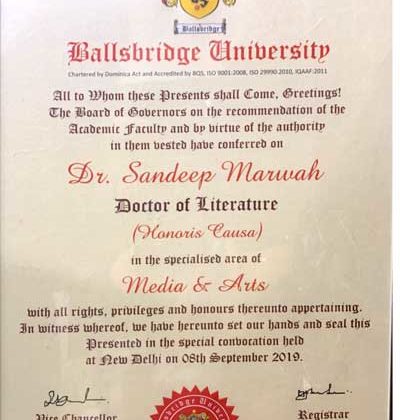 Ballsbridge
Ballsbridge University
Chartered by Dominica Act and Accredited by BQS, ISO 9001:2008, ISO 29990:2010, IQAAF:2011
All to Whom these Presents shall Come, Greetings!
The Board of Governors on the recommendation of the
Academic Faculty and by virtue of the authority
in them vested have conferred on
Dr. Sandeep Marwah
Doctor of Literature
(Honoris Causa)
in the specialised area of
Media & Arts
with all rights, privileges and honours thereunto appertaining.
In witness whereof, we have hereunto set our hands and seal this
Presented in the special convocation held
at New Delhi on 08th September 2019.
Vice Chancellor
Registrar